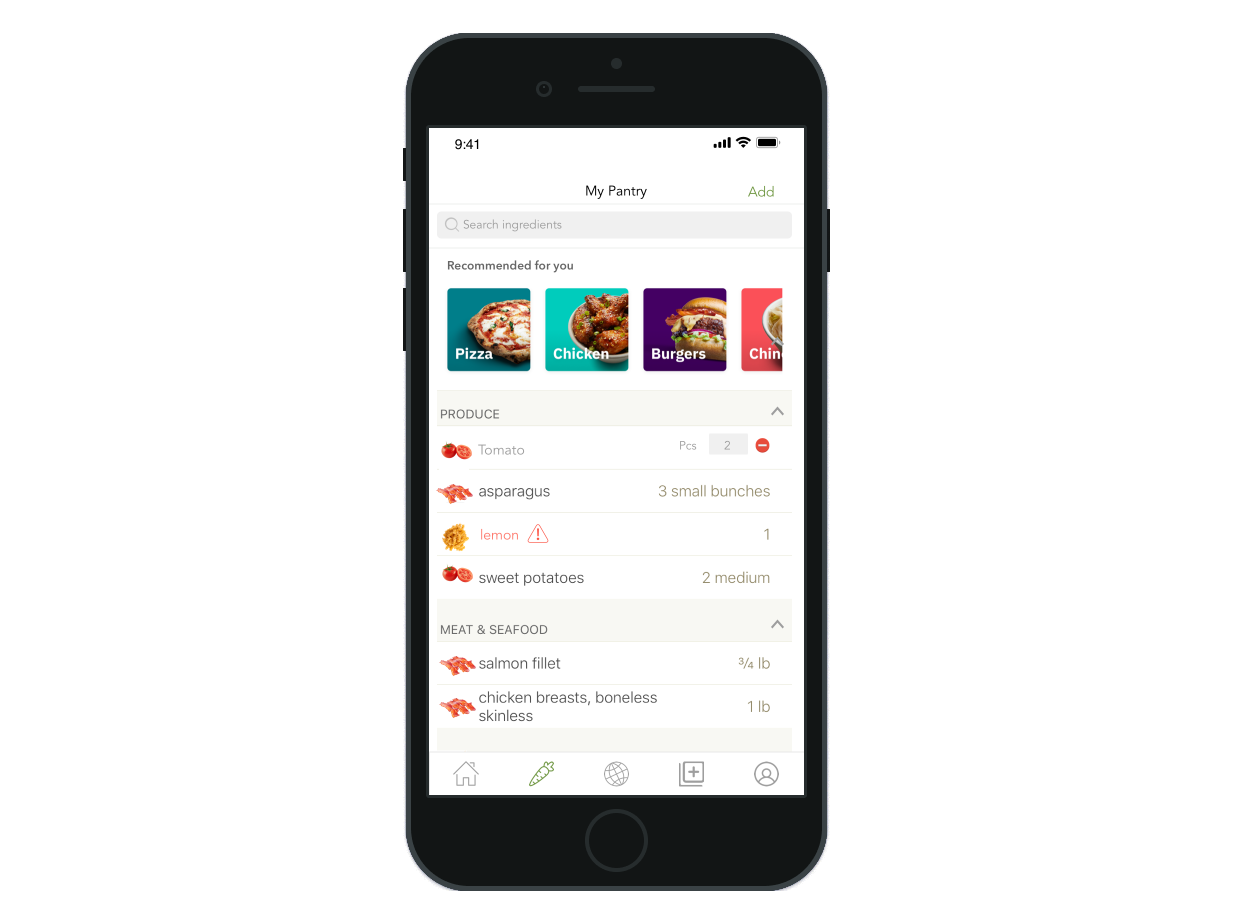 9:41
My Pantry
Add
Search ingredients
Recommended for you
Pizza
Chicken
Burgers
Chin
PRODUCE
Tomato Pcs 2
asparagus 3 small bunches
lemon 1
sweet potatoes 2 medium
MEAT & SEAFOOD
salmon fillet ¾ lb
chicken breasts, boneless
skinless
1 lb